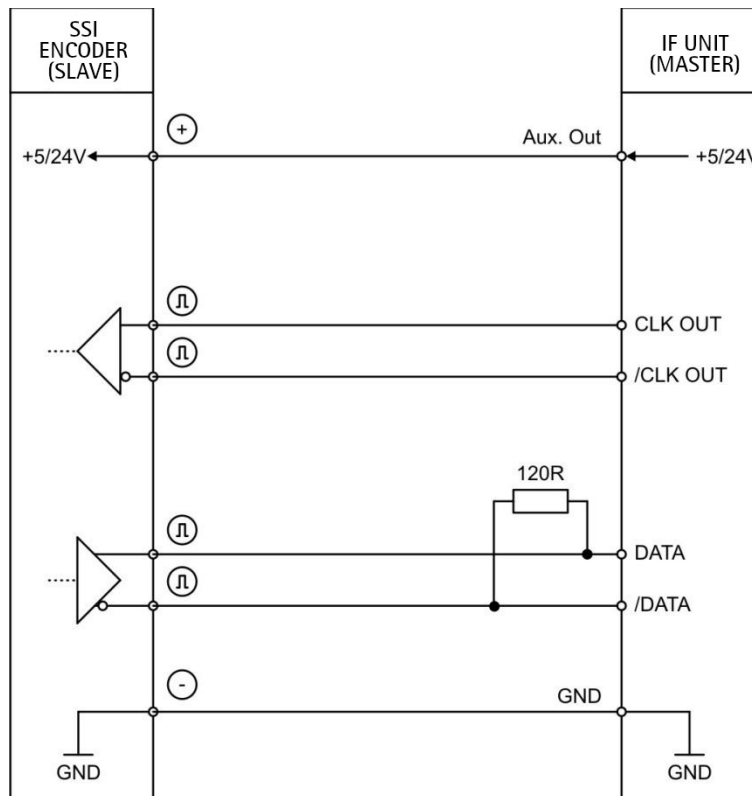 SSI
ENCODER
(SLAVE)
IF UNIT
(MASTER)
+
Aux. Out
+5/24V
+5/24V
CLK OUT
/CLK OUT
120R
DATA
/DATA
-
GND
GND
GND